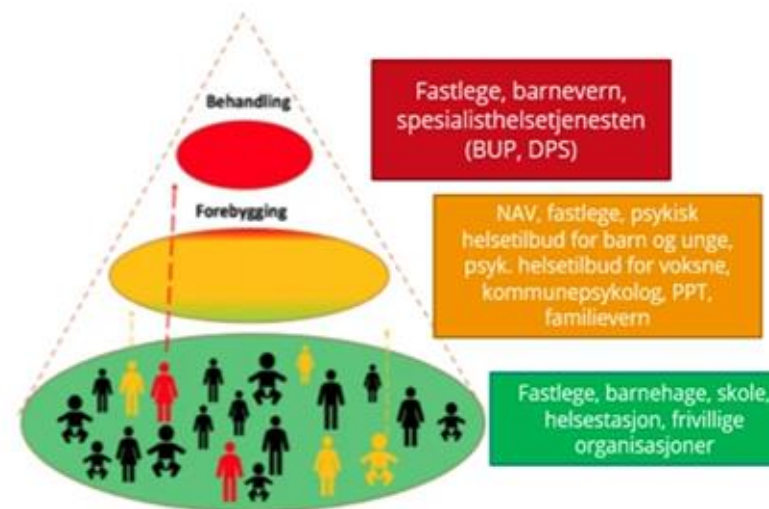 Behandling
Fastlege, barnevern,
spesialisthelsetjenesten
(BUP, DPS)
Forebygging
NAV, fastlege, psykisk
helsetilbud for barn og unge,
psyk. helsetilbud for voksne,
kommunepsykolog, PPT,
familievern
Fastlege, barnehage, skole,
helsestasjon, frivillige
organisasjoner